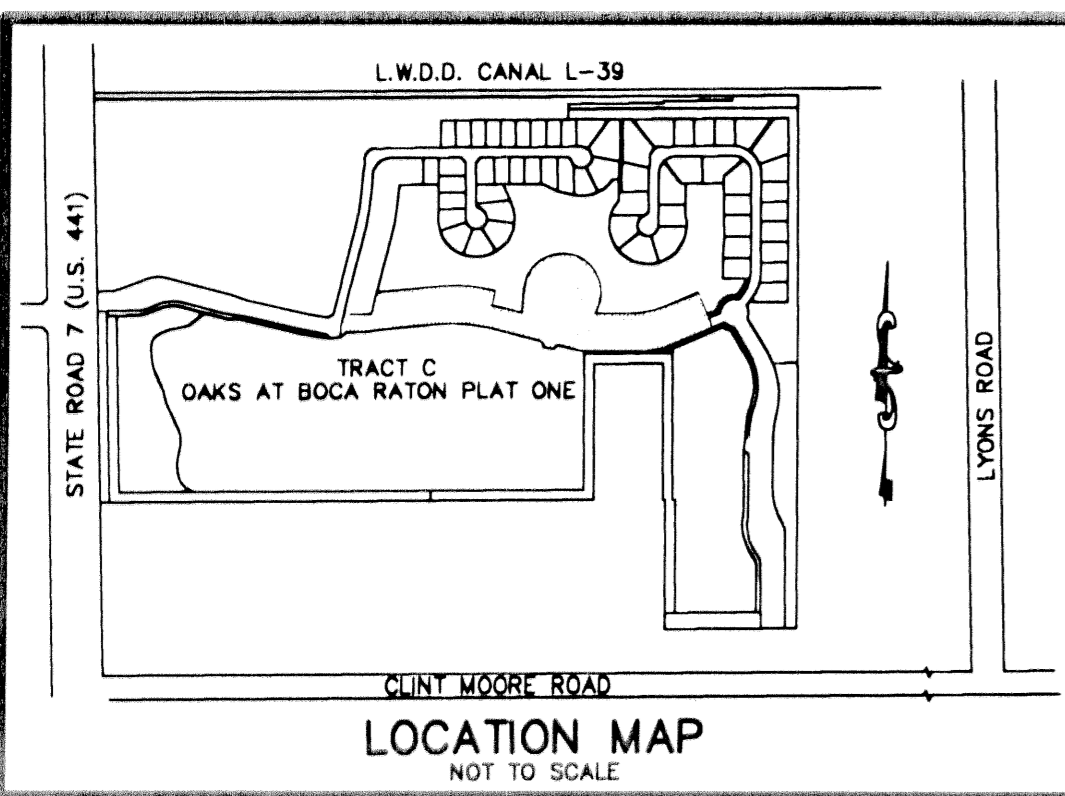 L.W.D.D. CANAL L-39
STATE ROAD 7 (U.S. 441)
TRACT C
OAKS AT BOCA RATON PLAT ONE
LYONS ROAD
CLINT MOORE ROAD
LOCATION MAP
NOT TO SCALE